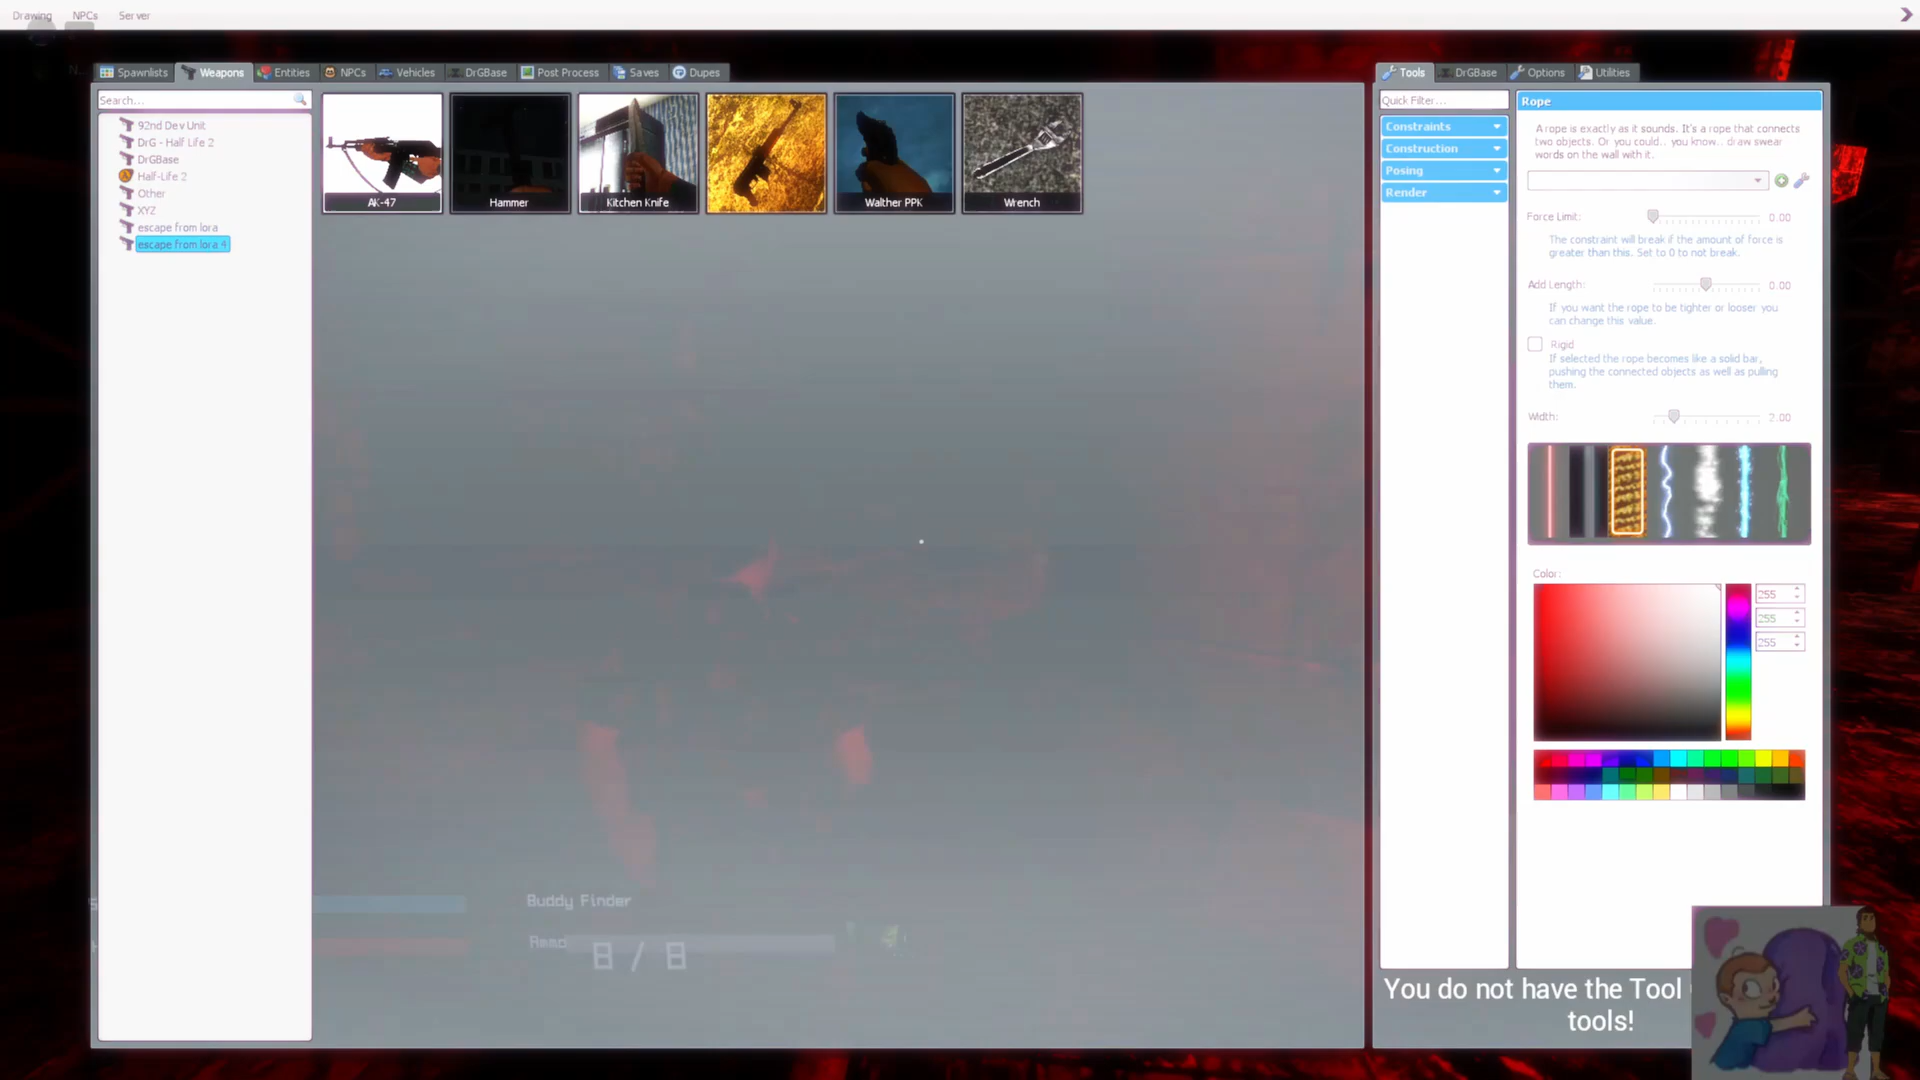 Drawing NPCs Server
Spawnlists Weapons Entities NPCs Vehicles DrGBase Post Process Saves Dupes
Search...
92nd Dev Unit
DrG - Half Life 2
DrGBase
Half-Life 2
Other
XYZ
escape from lora
escape from lora 4
AK-47 Hammer Kitchen Knife Walther PPK Wrench
Buddy Finder
8 / 8
Tools DrGBase Options Utilities
Quick Filter...
Constraints
Construction
Posing
Render
Rope
A rope is exactly as it sounds. It's a rope that connects
two objects. Or you could.. you know.. draw swear
words on the wall with it.
Force Limit: 0.00
The constraint will break if the amount of force is
greater than this. Set to 0 to not break.
Add Length: 0.00
If you want the rope to be tighter or looser you
can change this value.
Rigid
If selected the rope becomes like a solid bar,
pushing the connected objects as well as pulling
them.
Width: 2.00
Color:
255
255
255
You do not have the Tool
tools!